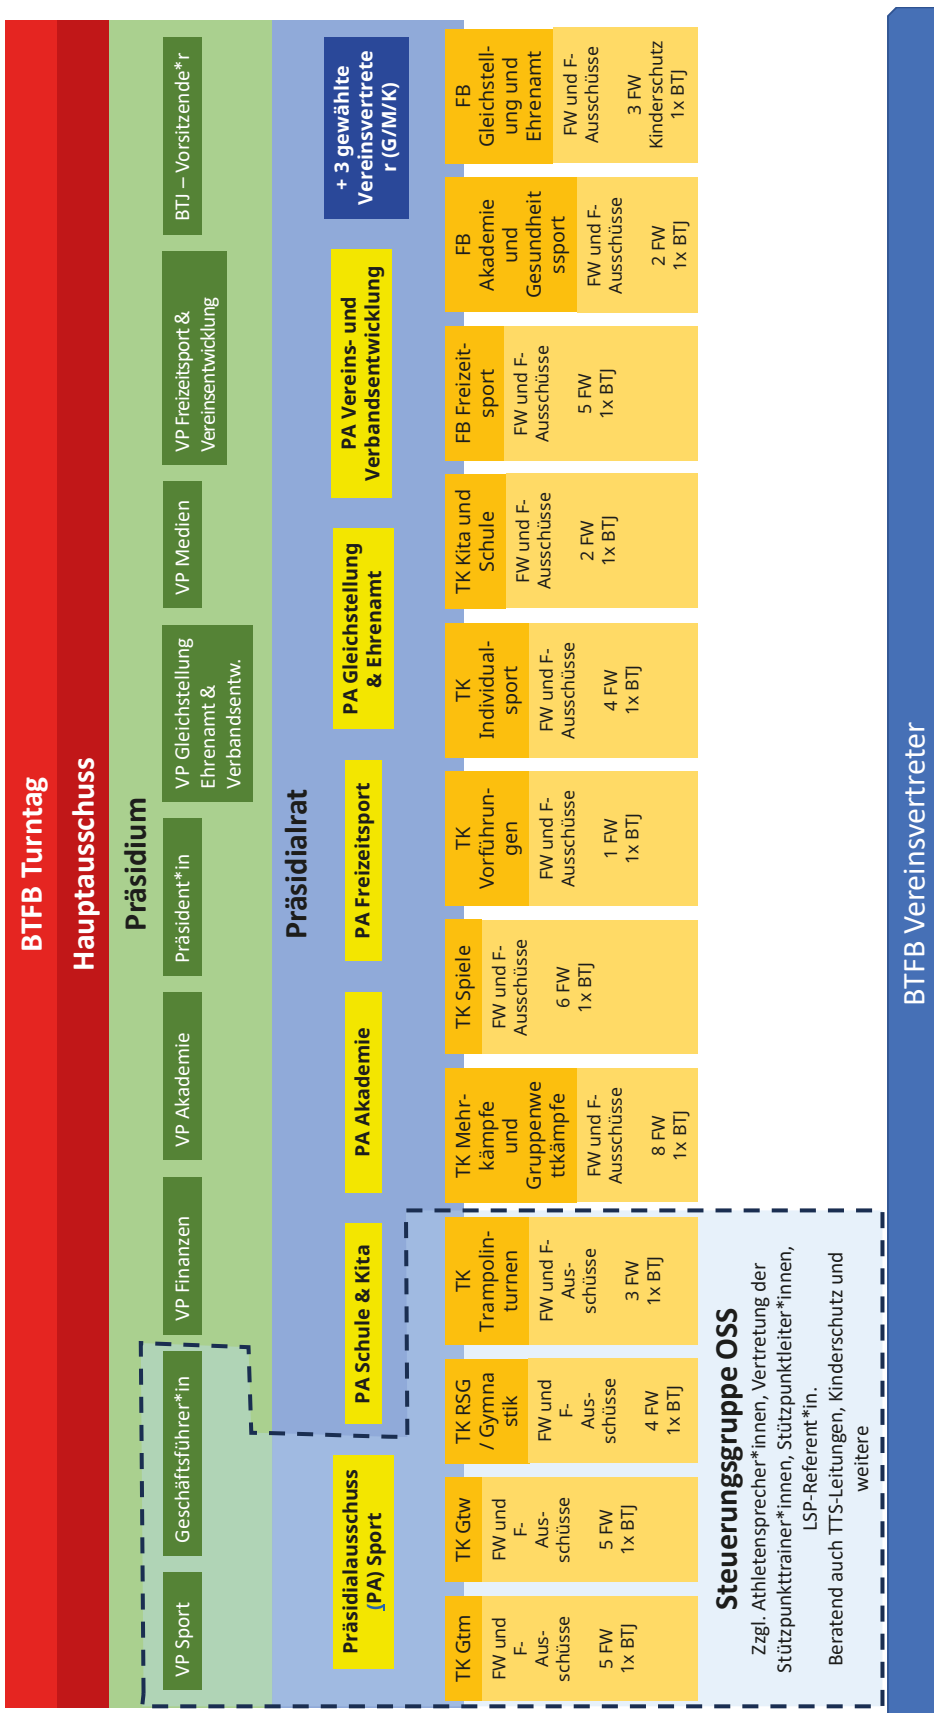 BTFB Turntag
Hauptausschuss
Präsidium
VP Sport
Geschäftsführer*in
VP Finanzen
VP Akademie
Präsident*in
VP Gleichstellung
Ehrenamt &
Verbandsentw.
VP Medien
VP Freizeitsport &
Vereinsentwicklung
BTJ – Vorsitzende*r
Präsidialrat
Präsidialausschuss
(PA) Sport
PA Schule & Kita
PA Akademie
PA Freizeitsport
PA Gleichstellung
& Ehrenamt
PA Vereins- und
Verbandsentwicklung
+ 3 gewählte
Vereinsvertrete
r (G/M/K)
TK Gtm
FW und
F-
Aus-
schüsse
5 FW
1x BTJ
TK Gtw
FW und
F-
Aus-
schüsse
5 FW
1x BTJ
TK RSG
/ Gymna
stik
FW und
F-
Aus-
schüsse
4 FW
1x BTJ
TK
Trampolin-
turnen
FW und F-
Aus-
schüsse
3 FW
1x BTJ
TK Mehr-
kämpfe
und
Gruppenwe
ttkämpfe
FW und F-
Ausschüsse
8 FW
1x BTJ
TK Spiele
FW und F-
Ausschüsse
6 FW
1x BTJ
TK
Vorführun-
gen
FW und F-
Ausschüsse
1 FW
1x BTJ
TK
Individual-
sport
FW und F-
Ausschüsse
4 FW
1x BTJ
TK Kita und
Schule
FW und F-
Ausschüsse
2 FW
1x BTJ
FB Freizeit-
sport
FW und F-
Ausschüsse
5 FW
1x BTJ
FB
Akademie
und
Gesundheit
ssport
FW und F-
Ausschüsse
2 FW
1x BTJ
FB
Gleichstell-
ung und
Ehrenamt
FW und F-
Ausschüsse
3 FW
Kinderschutz
1x BTJ
Steuerungsgruppe OSS
Zzgl. Athletensprecher*innen, Vertretung der
Stützpunkttrainer*innen, Stützpunktleiter*innen,
LSP-Referent*in.
Beratend auch TTS-Leitungen, Kinderschutz und
weitere
BTFB Vereinsvertreter